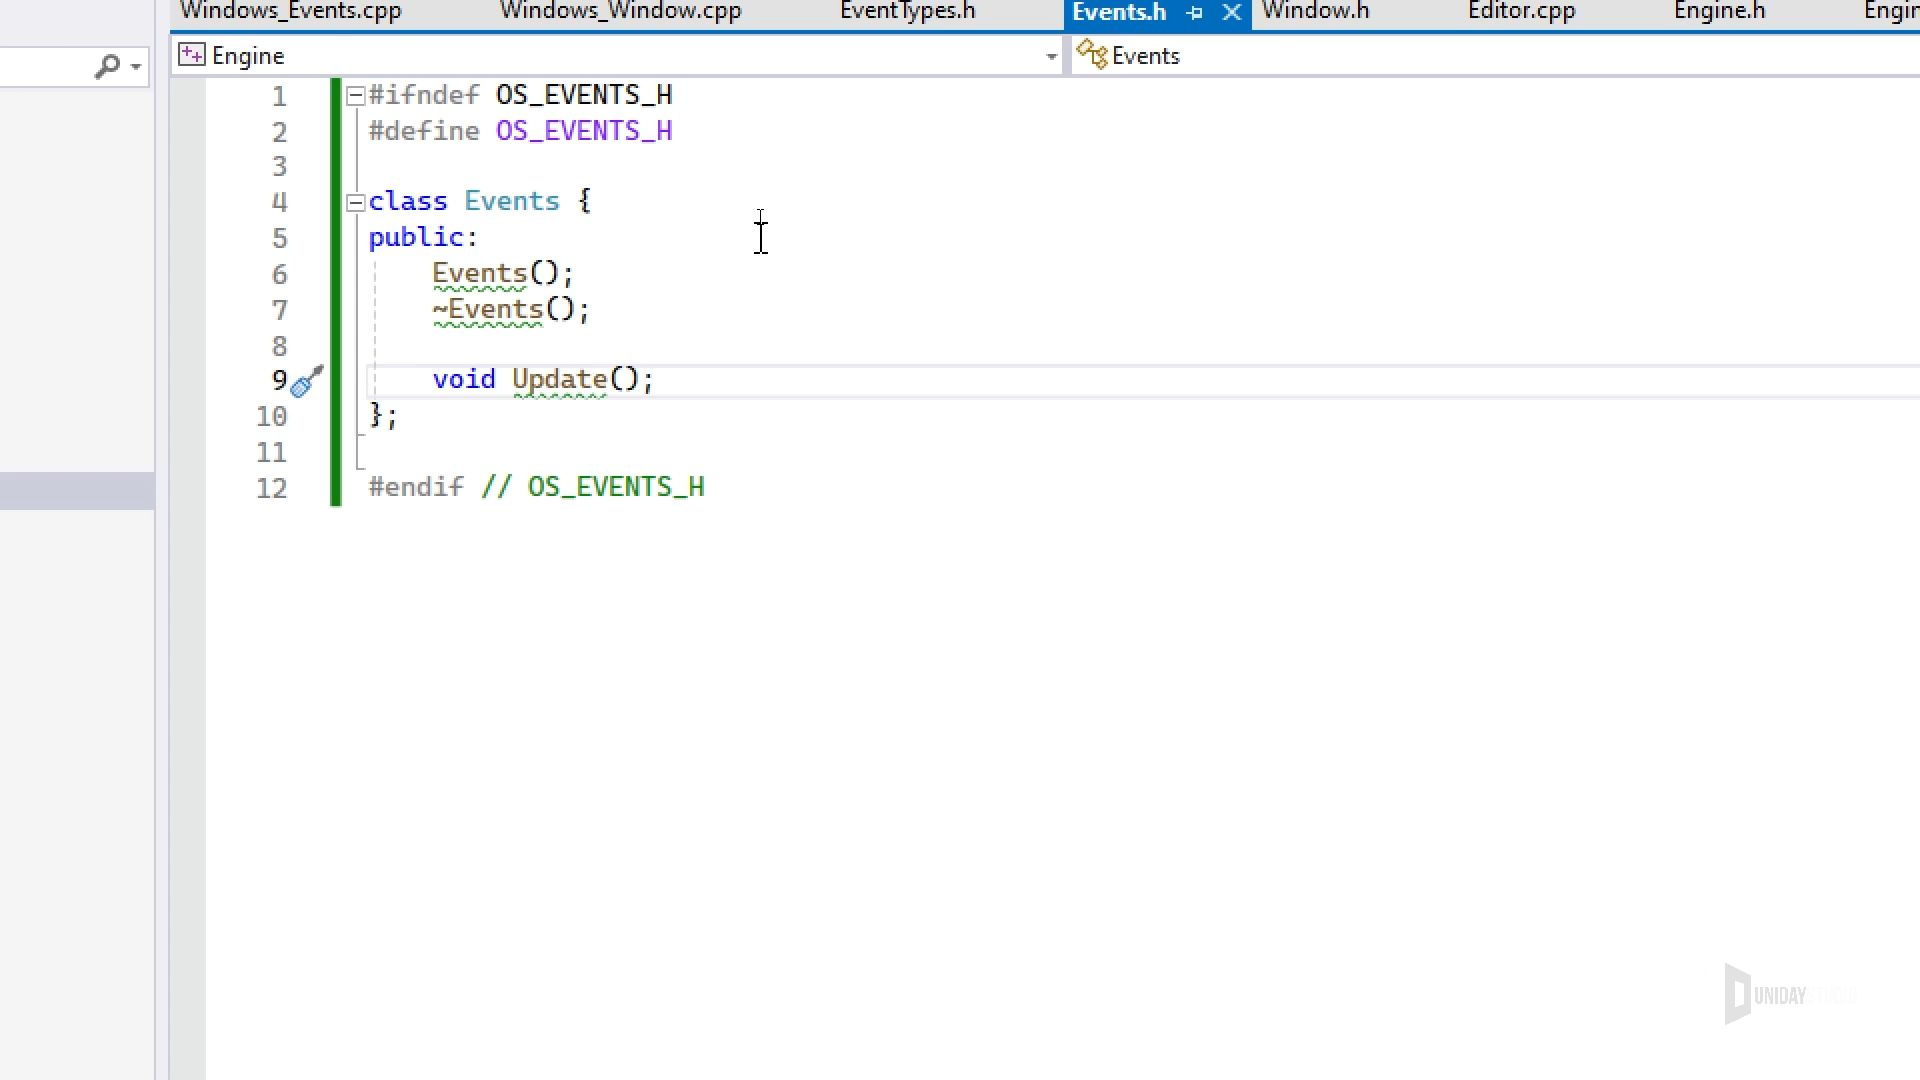 Windows_Events.cpp Windows_Window.cpp EventTypes.h Events.h Window.h Editor.cpp Engine.h Engin
Engine Events
1 #ifndef OS_EVENTS_H
2 #define OS_EVENTS_H
3
4 class Events {
5 public:
6 Events();
7 ~Events();
8
9 void Update();
10 };
11
12 #endif // OS_EVENTS_H
UNIDAY